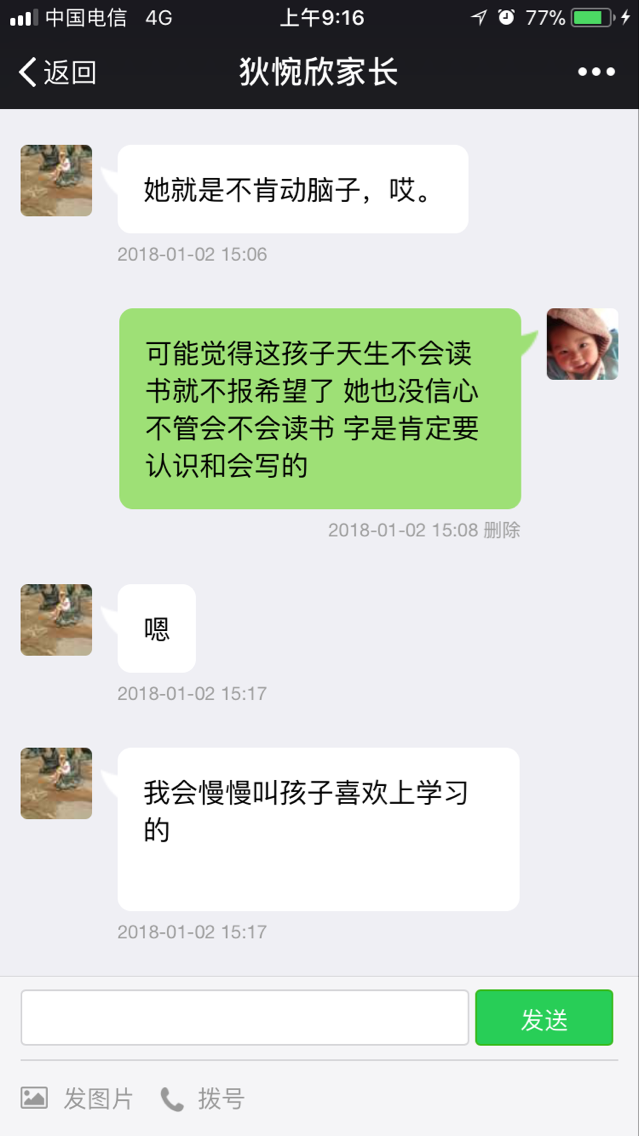 中国电信 4G 上午9:16 77%
返回 狄惋欣家长
她就是不肯动脑子，哎。
2018-01-02 15:06
可能觉得这孩子天生不会读
书就不报希望了 她也没信心
不管会不会读书 字是肯定要
认识和会写的
2018-01-02 15:08 删除
嗯
2018-01-02 15:17
我会慢慢叫孩子喜欢上学习
的
2018-01-02 15:17
发送
发图片 拨号